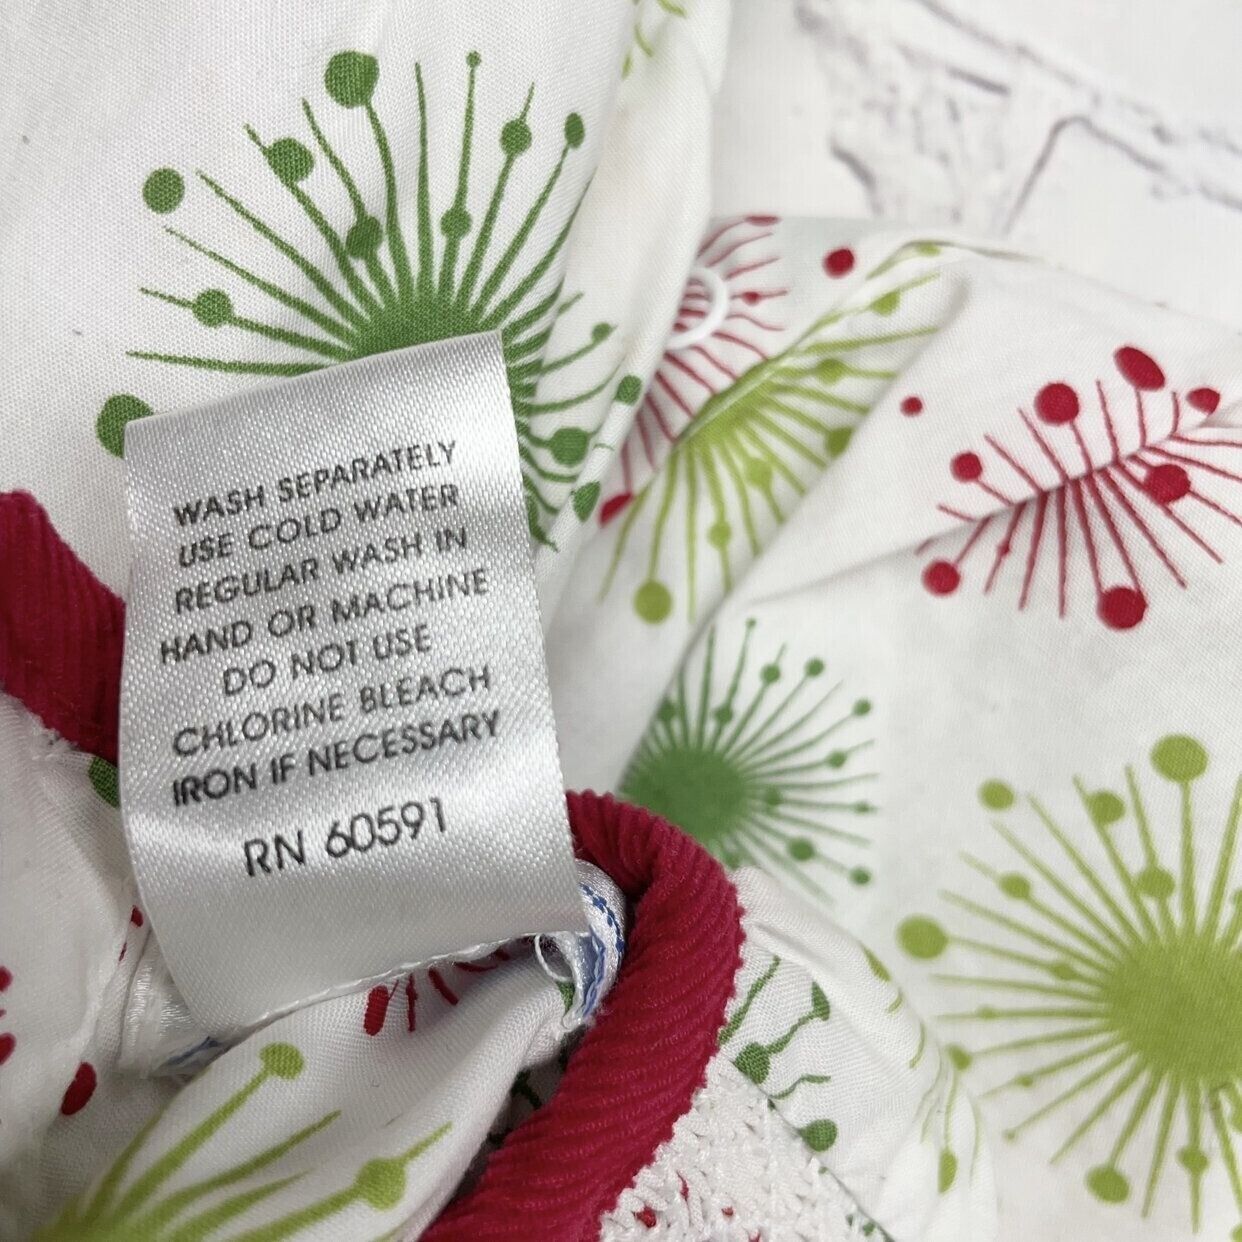 WASH SEPARATELY
USE COLD WATER
REGULAR WASH IN
HAND OR MACHINE
DO NOT USE
CHLORINE BLEACH
IRON IF NECESSARY
RN 60591